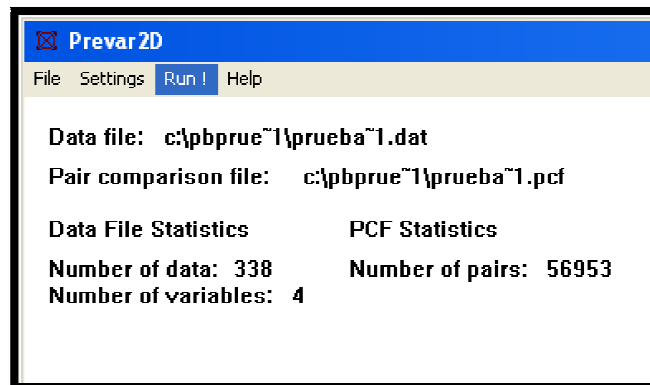 Prevar2D
File Settings Run ! Help
Data file: c:\pbprue~1\prueba~1.dat
Pair comparison file: c:\pbprue~1\prueba~1.pcf
Data File Statistics PCF Statistics
Number of data: 338 Number of pairs: 56953
Number of variables: 4